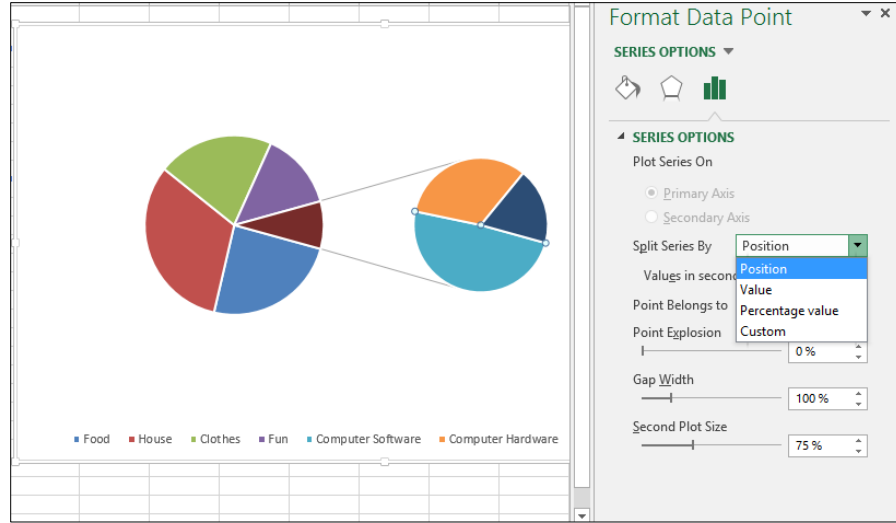 Format Data Point
SERIES OPTIONS
SERIES OPTIONS
Plot Series On
Primary Axis
Secondary Axis
Split Series By Position
Position
Value
Percentage value
Custom
Values in
Point Belongs to
Point Explosion
0 %
Gap Width
100 %
Second Plot Size
75 %
Food House Clothes Fun Computer Software Computer Hardware